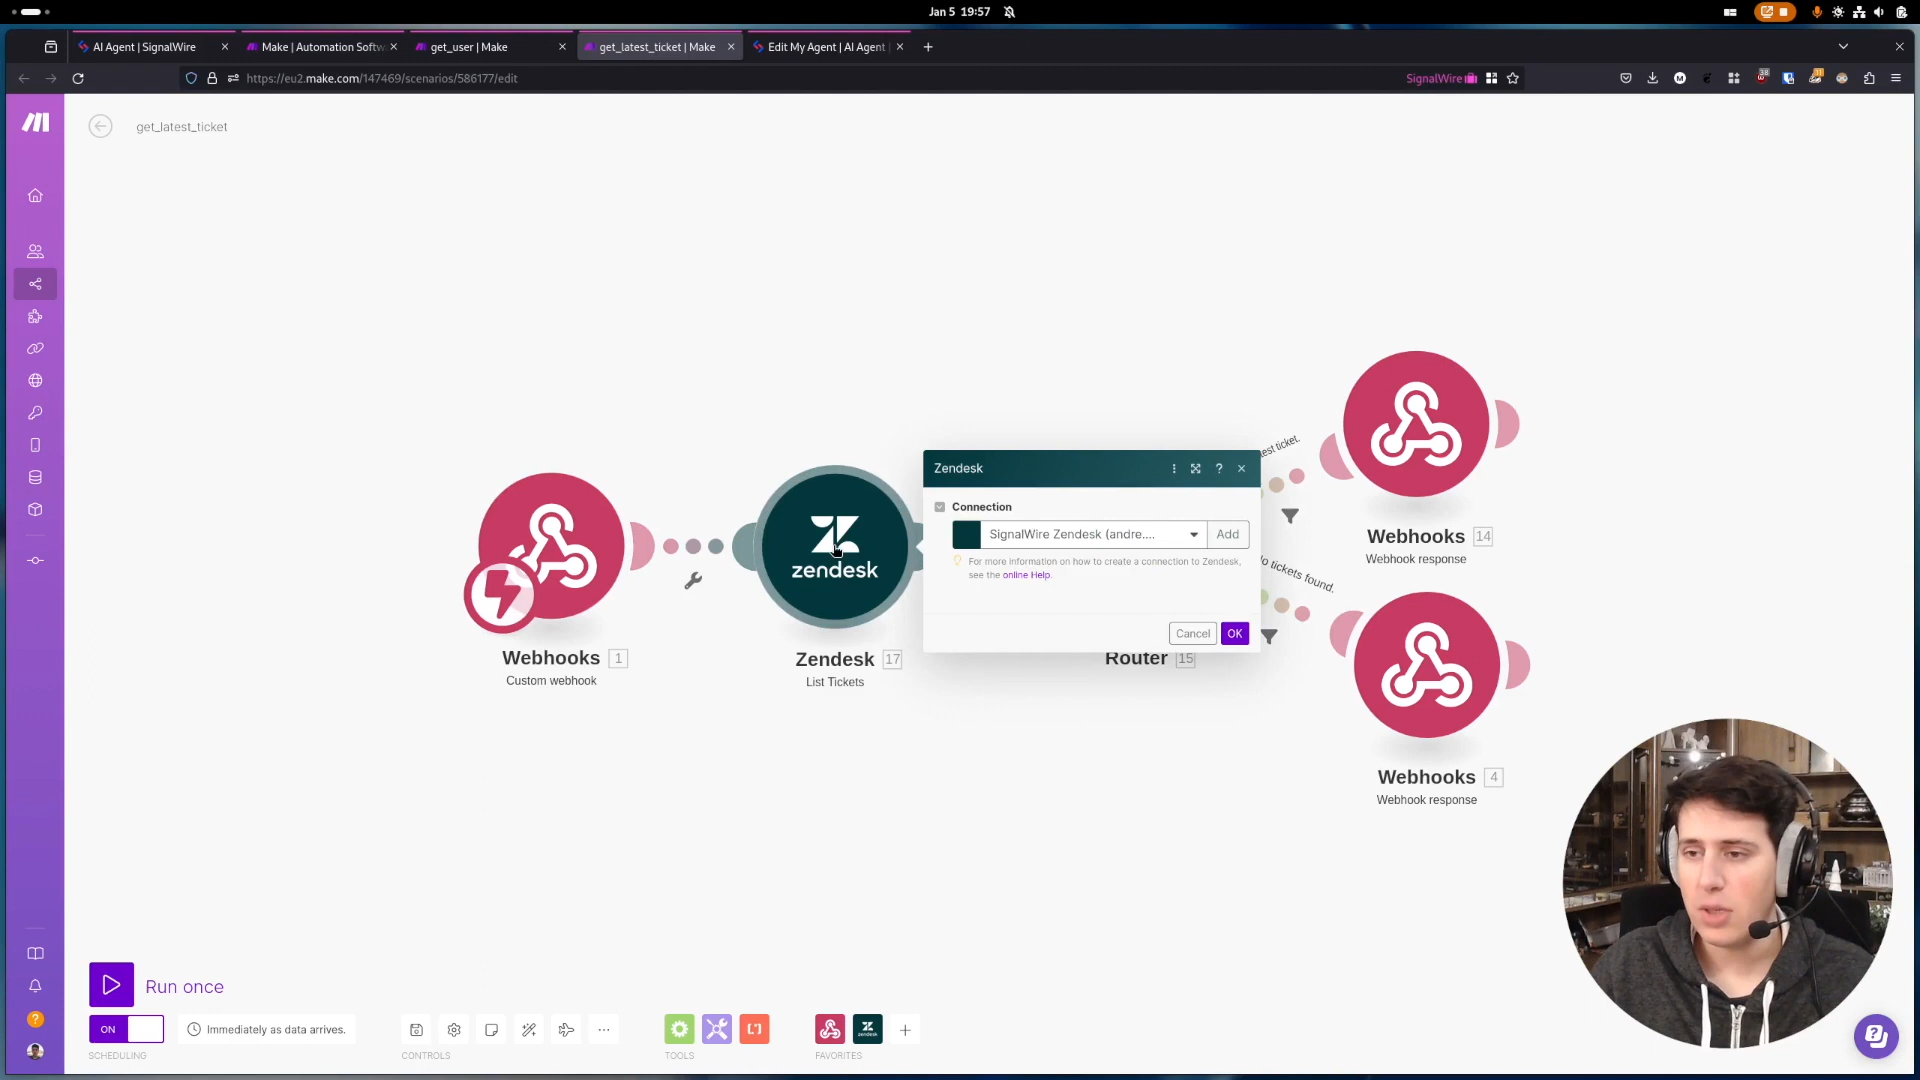 Jan 5 19:57
AI Agent | SignalWire
Make | Automation Softw
get_user | Make
get_latest_ticket | Make
Edit My Agent | AI Agent
https://eu2.make.com/147469/scenarios/586177/edit
SignalWire
get_latest_ticket
test ticket.
Zendesk
Connection
SignalWire Zendesk (andre....
Add
For more information on how to create a connection to Zendesk,
see the online Help.
Cancel
OK
o tickets found.
zendesk
Webhooks 1
Custom webhook
Zendesk 17
List Tickets
Router 15
Webhooks 14
Webhook response
Webhooks 4
Webhook response
Run once
ON
Immediately as data arrives.
SCHEDULING
CONTROLS
TOOLS
FAVORITES